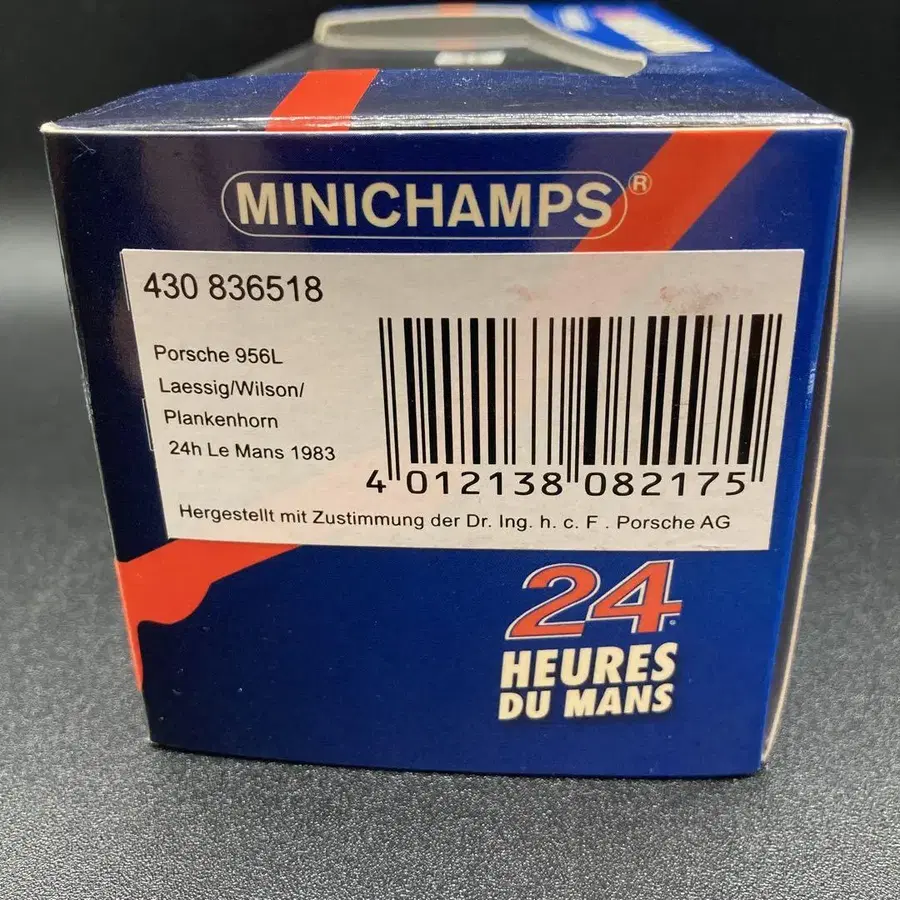 MINICHAMPS®
430 836518
Porsche 956L
Laessig/Wilson/
Plankenhorn
24h Le Mans 1983
4 012138 082175
Hergestellt mit Zustimmung der Dr. Ing. h. c. F . Porsche AG
24
HEURES
DU MANS